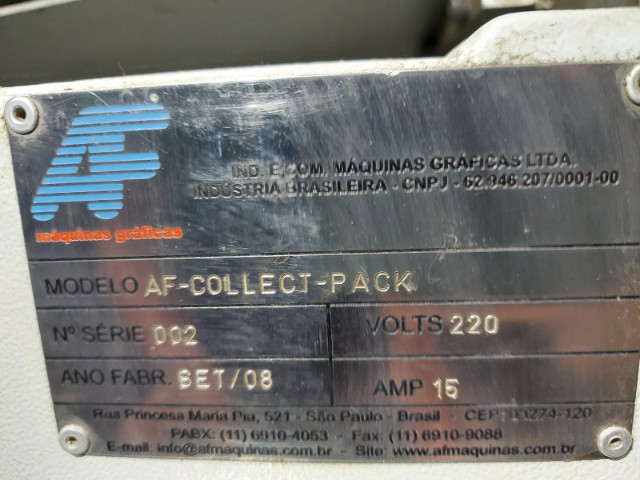 AF
máquinas gráficas
IND. E COM. MÁQUINAS GRÁFICAS LTDA.
INDÚSTRIA BRASILEIRA - CNPJ - 62.946.207/0001-00
MODELO AF-COLLECT-PACK
Nº SÉRIE 002
VOLTS 220
ANO FABR. SET/08
AMP 15
Rua Princesa Maria Pia, 521 - São Paulo - Brasil - CEP: 03274-120
PABX: (11) 6910-4053 - Fax: (11) 6910-9088
E-mail: info@afmaquinas.com.br - Site: www.afmaquinas.com.br